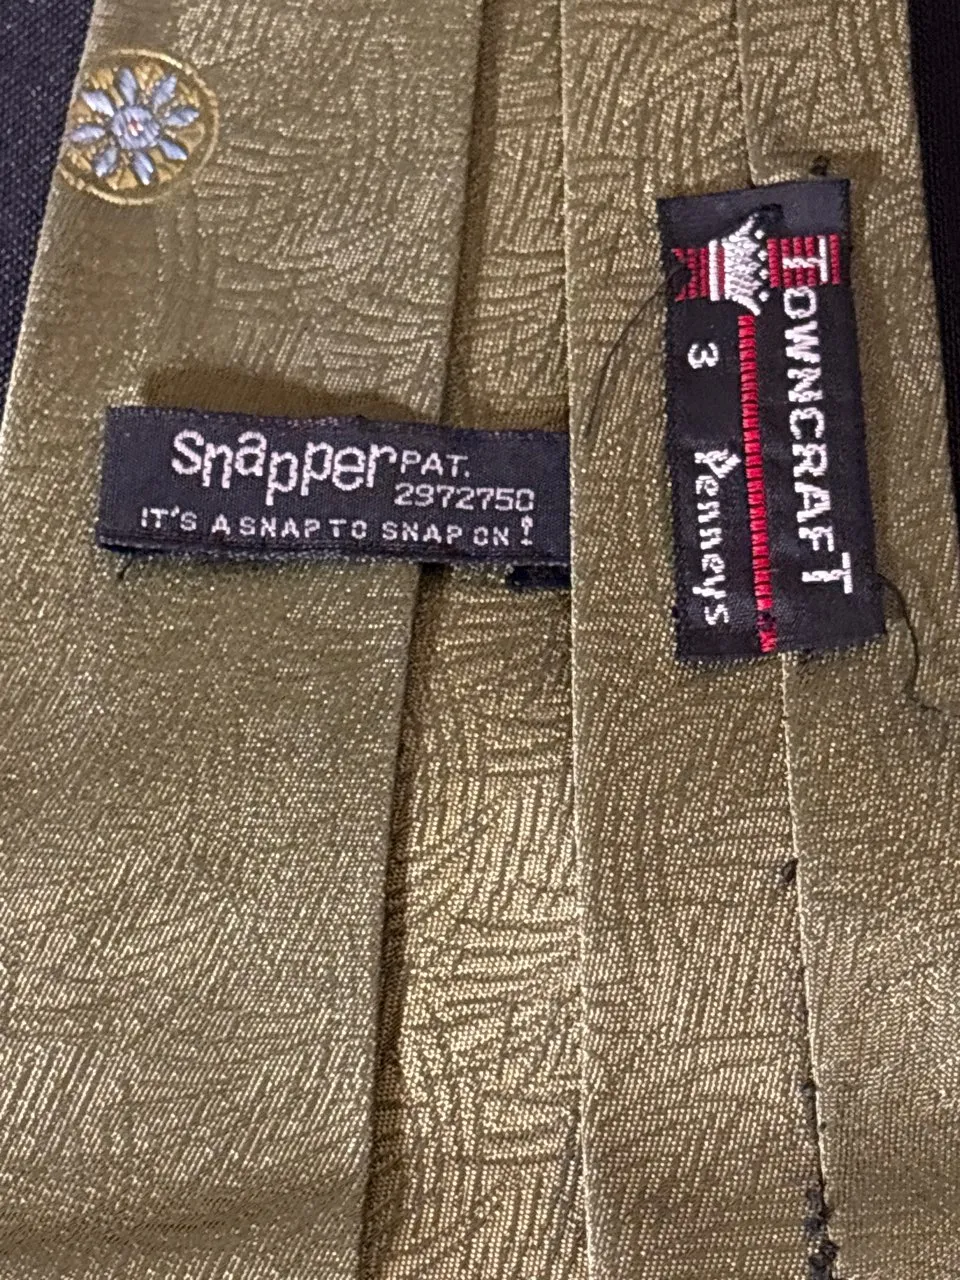 Snapper PAT.
2972750
IT'S A SNAP TO SNAP ON!
TOWNCRAFT
3 Penneys